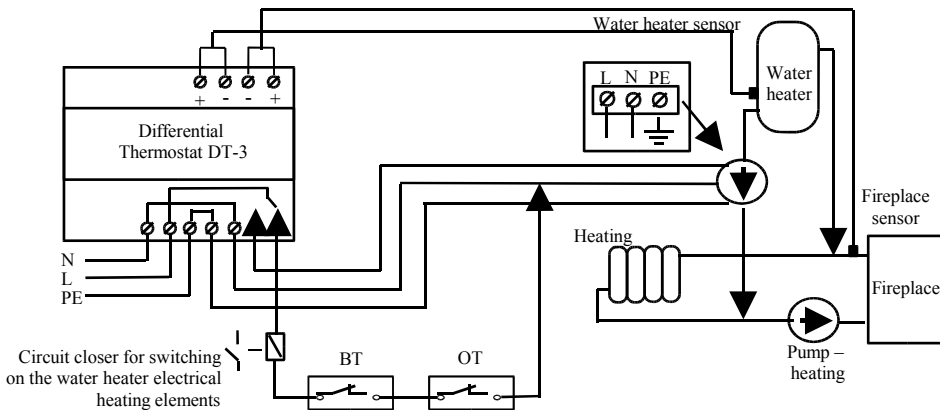 Water heater sensor
+ - - +
Differential
Thermostat DT-3
L N PE
Water
heater
Fireplace
sensor
Heating
Fireplace
N
L
PE
Pump –
heating
Circuit closer for switching
on the water heater electrical
heating elements
BT
OT